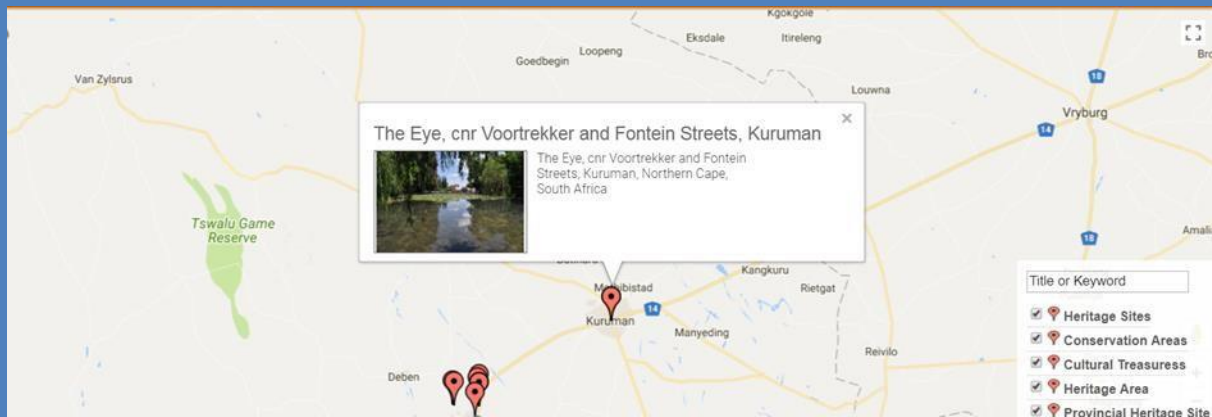 Kgokgole
Eksdale
Itireleng
Loopeng
Goedbegin
Van Zylsrus
18
Louwna
Vryburg
14
The Eye, cnr Voortrekker and Fontein Streets, Kuruman
The Eye, cnr Voortrekker and Fontein
Streets, Kuruman, Northern Cape,
South Africa
Tswalu Game
Reserve
18
Kangkuru
Rietgat
14
Kuruman
Manyeding
Reivilo
Deben
Title or Keyword
Heritage Sites
Conservation Areas
Cultural Treasuress
Heritage Area
Provincial Heritage Site